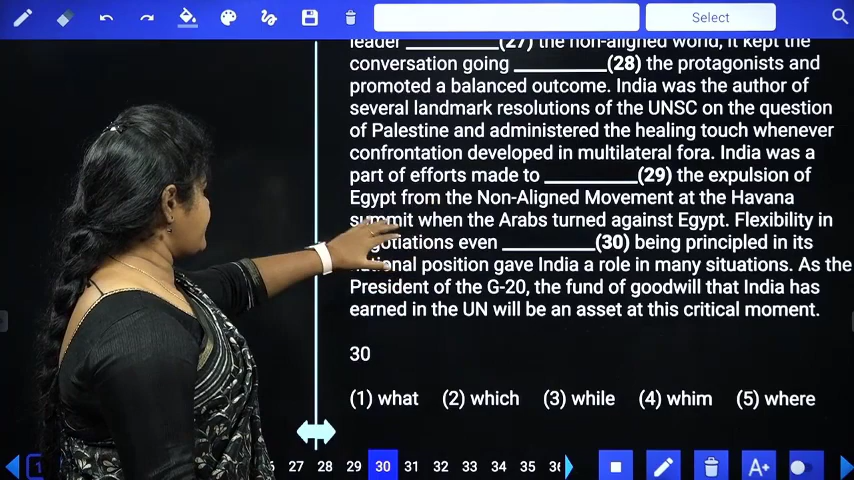 Select
leader __________(27) the non-aligned world, it kept the
conversation going __________(28) the protagonists and
promoted a balanced outcome. India was the author of
several landmark resolutions of the UNSC on the question
of Palestine and administered the healing touch whenever
confrontation developed in multilateral fora. India was a
part of efforts made to __________(29) the expulsion of
Egypt from the Non-Aligned Movement at the Havana
summit when the Arabs turned against Egypt. Flexibility in
negotiations even __________(30) being principled in its
national position gave India a role in many situations. As the
President of the G-20, the fund of goodwill that India has
earned in the UN will be an asset at this critical moment.
30
(1) what (2) which (3) while (4) whim (5) where
27 28 29 30 31 32 33 34 35 A+